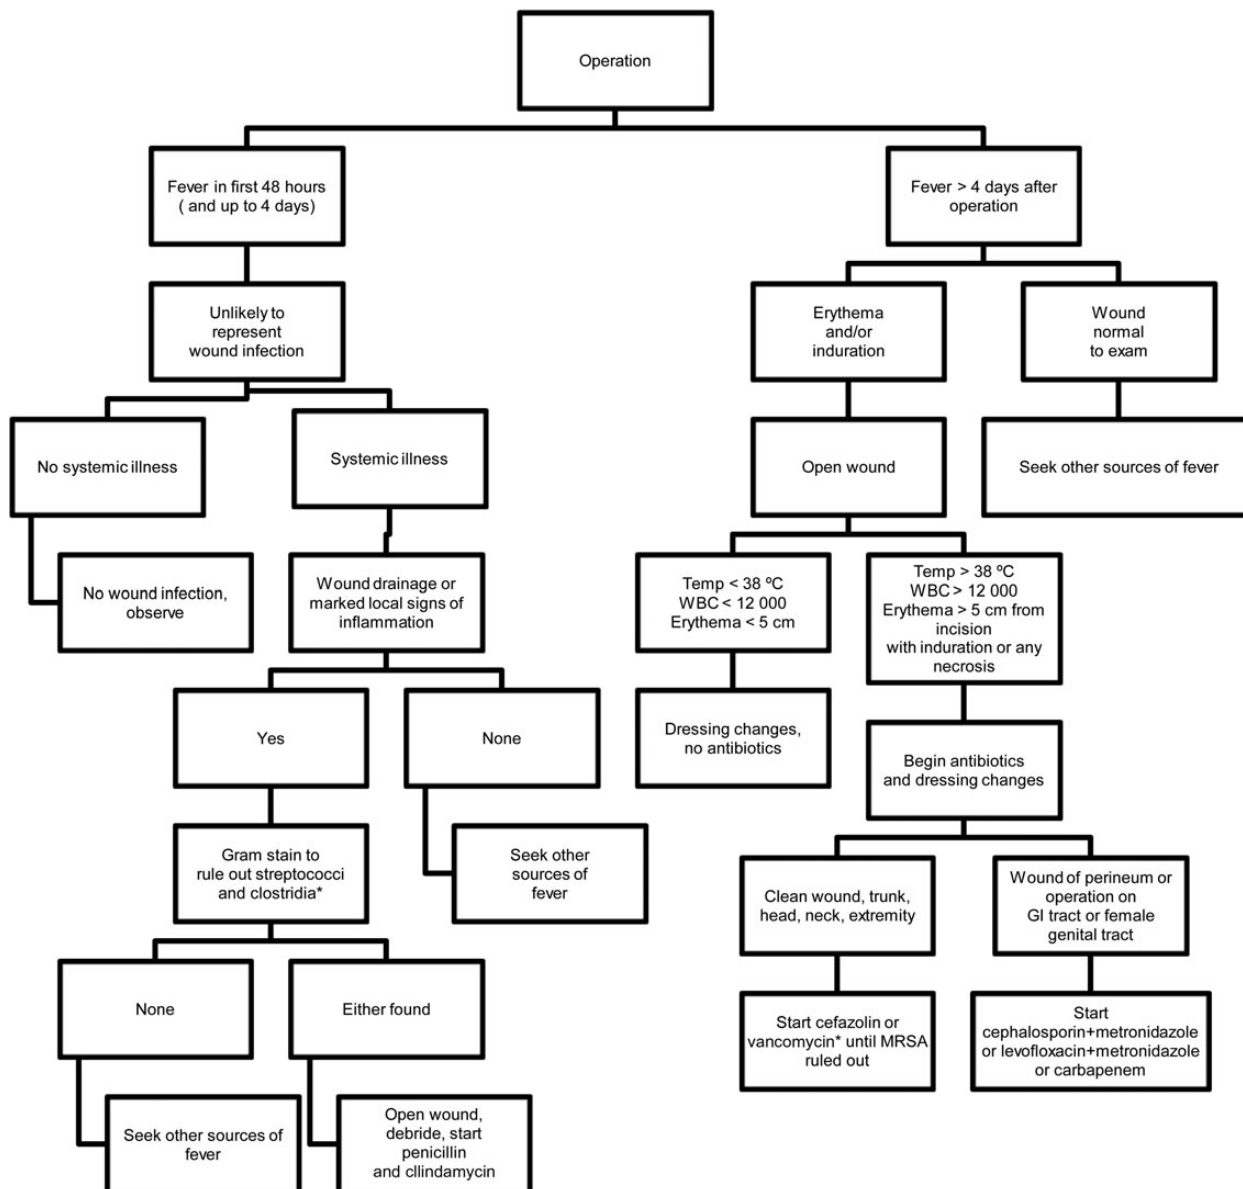 Operation
Fever in first 48 hours
( and up to 4 days)
Fever > 4 days after
operation
Unlikely to
represent
wound infection
Erythema
and/or
induration
Wound
normal
to exam
No systemic illness
Systemic illness
Open wound
Seek other sources of fever
No wound infection,
observe
Wound drainage or
marked local signs of
inflammation
Temp < 38 ºC
WBC < 12 000
Erythema < 5 cm
Temp > 38 ºC
WBC > 12 000
Erythema > 5 cm from
incision
with induration or any
necrosis
Yes
None
Dressing changes,
no antibiotics
Begin antibiotics
and dressing changes
Gram stain to
rule out streptococci
and clostridia*
Seek other
sources of
fever
Clean wound, trunk,
head, neck, extremity
Wound of perineum or
operation on
GI tract or female
genital tract
None
Either found
Start cefazolin or
vancomycin* until MRSA
ruled out
Start
cephalosporin+metronidazole
or levofloxacin+metronidazole
or carbapenem
Seek other sources of
fever
Open wound,
debride, start
penicillin
and cllindamycin